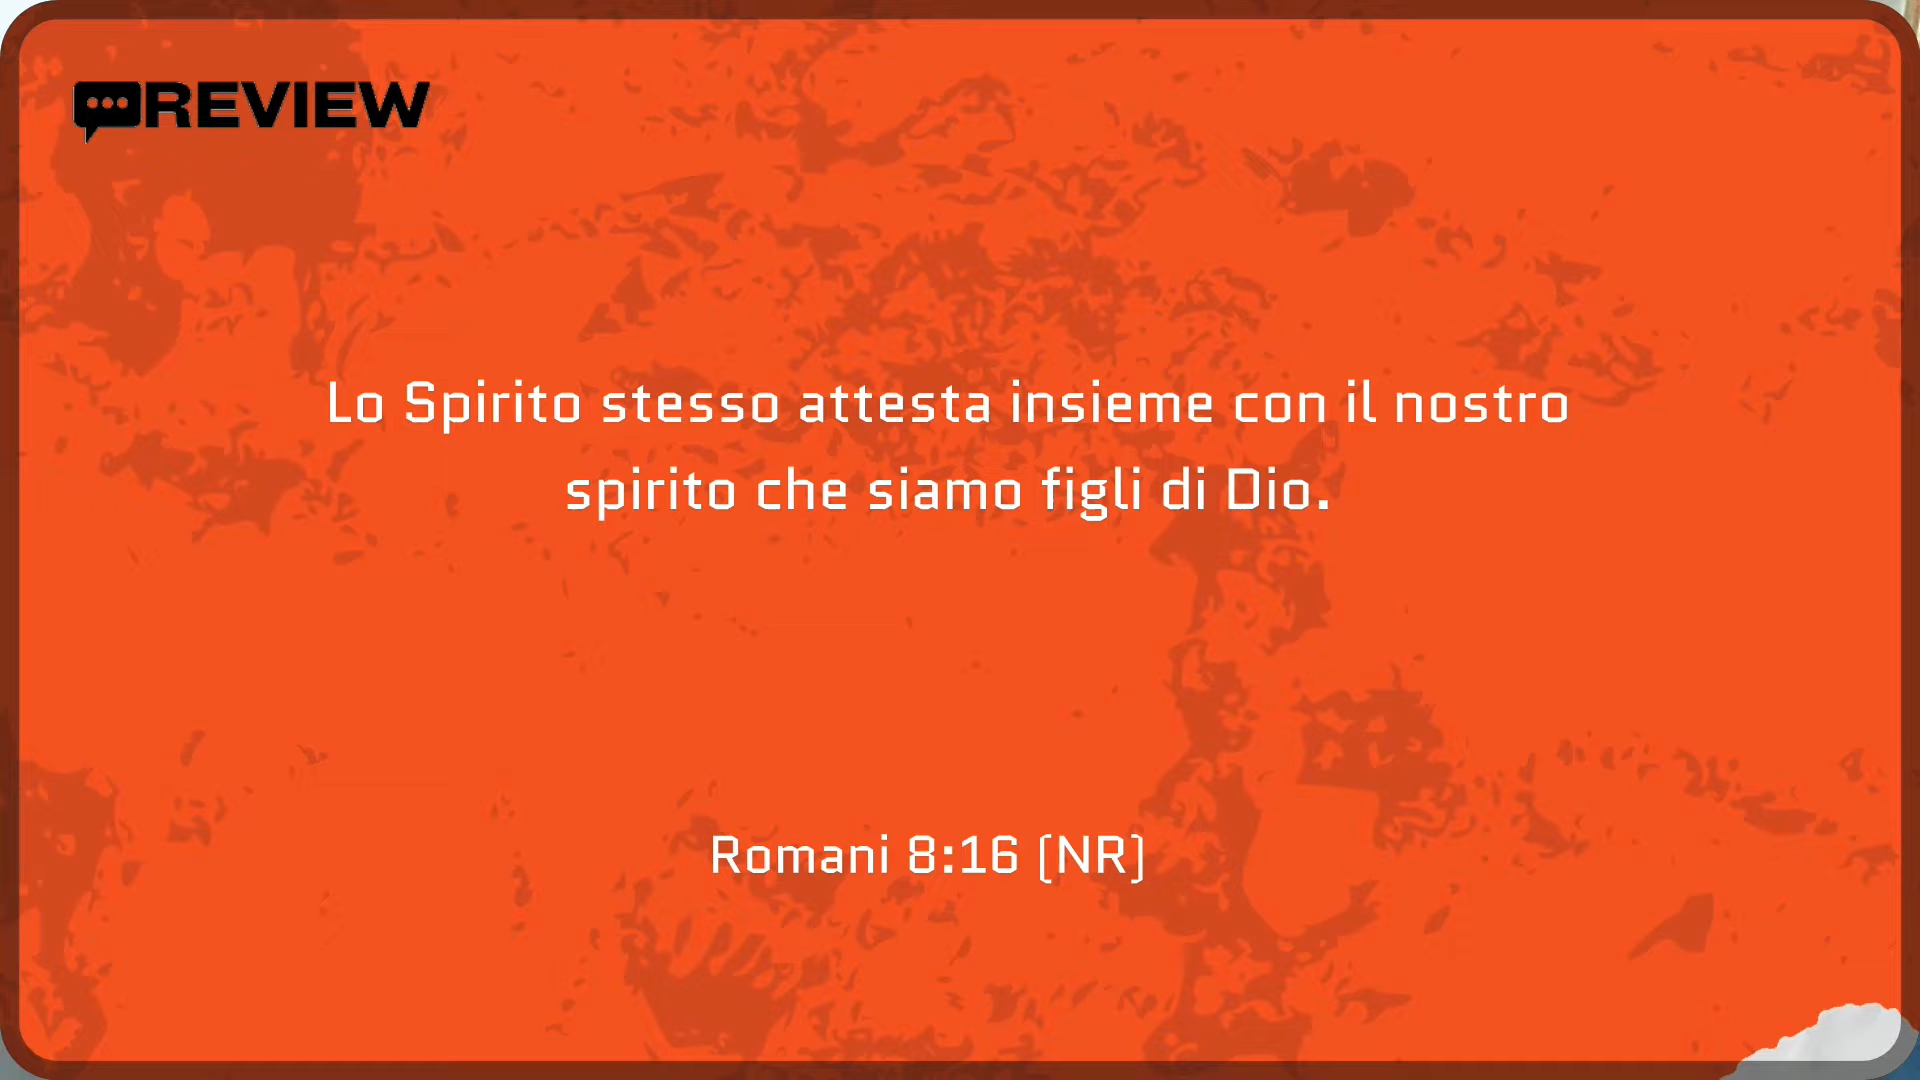 REVIEW
Lo Spirito stesso attesta insieme con il nostro
spirito che siamo figli di Dio.
Romani 8:16 (NR)